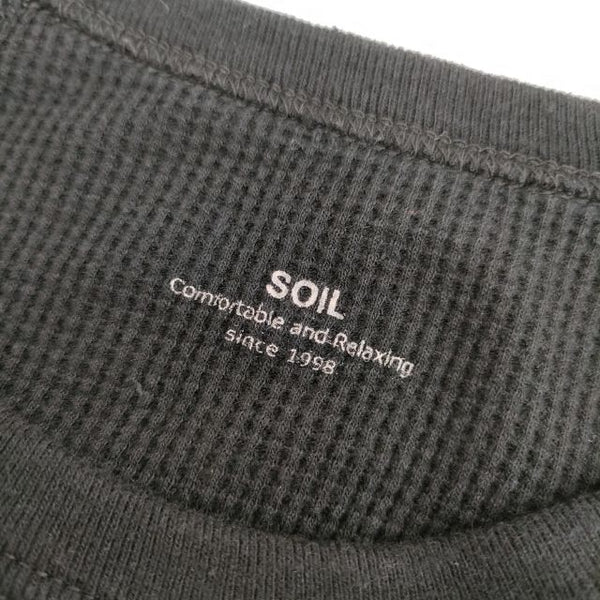 SOIL
Comfortable and Relaxing
since 1998